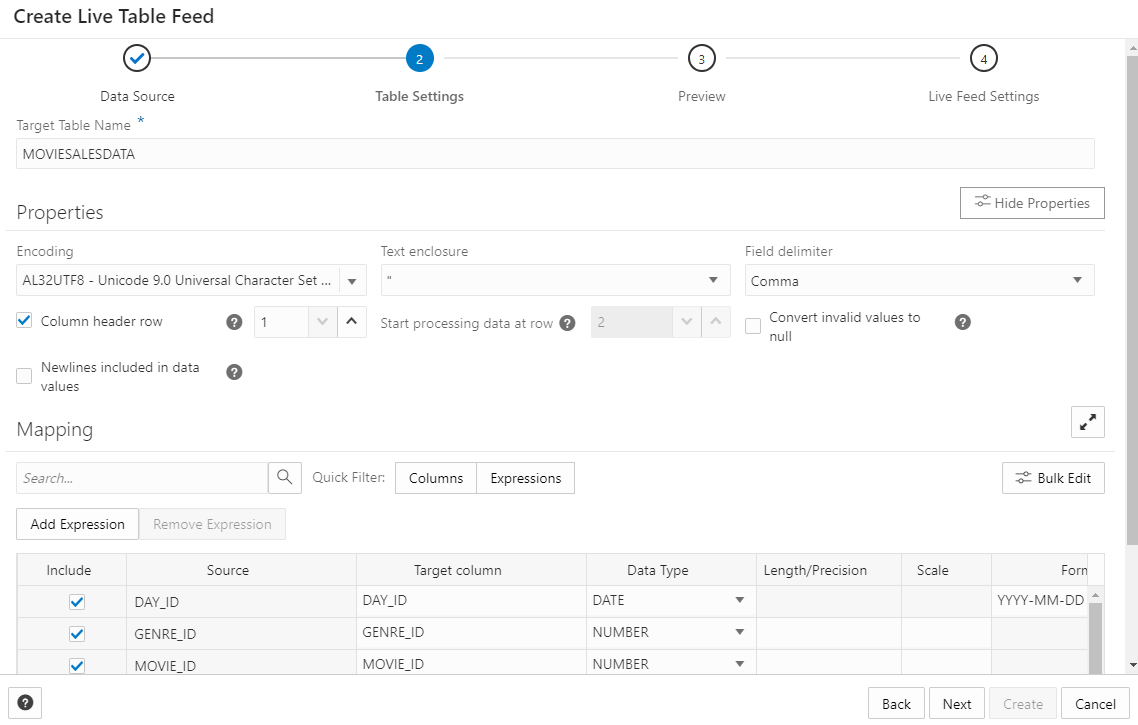 Create Live Table Feed
2 3 4
Data Source Table Settings Preview Live Feed Settings
Target Table Name *
MOVIESALESDATA
Properties Hide Properties
Encoding Text enclosure Field delimiter
AL32UTF8 - Unicode 9.0 Universal Character Set ... " Comma
Column header row ? 1 Start processing data at row ? 2 Convert invalid values to
null ?
Newlines included in data
values ?
Mapping
Search... Quick Filter: Columns Expressions Bulk Edit
Add Expression Remove Expression
Include Source Target column Data Type Length/Precision Scale Forn
DAY_ID DAY_ID DATE YYYY-MM-DD
GENRE_ID GENRE_ID NUMBER
MOVIE_ID MOVIE_ID NUMBER
? Back Next Create Cancel